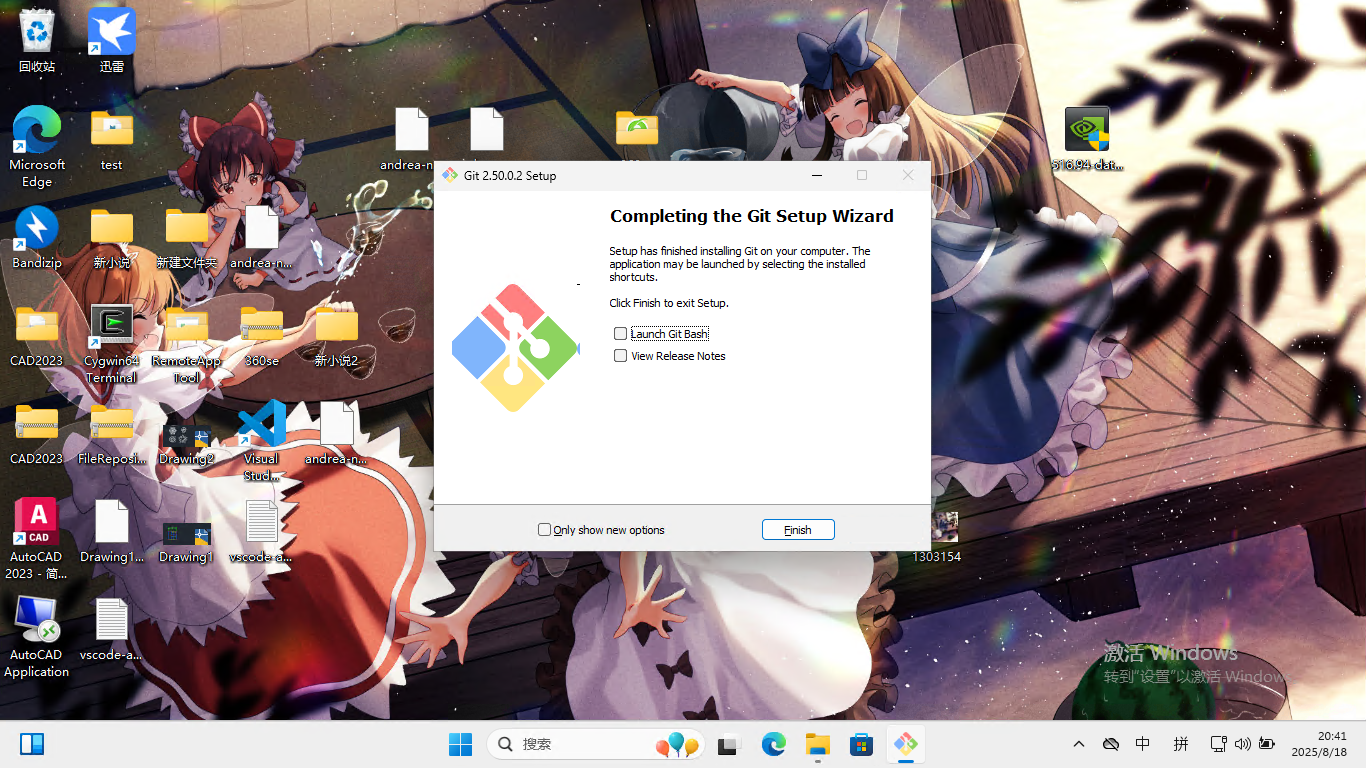 回收站
迅雷
Microsoft
Edge
test
andrea-n
516.94-dat...
Bandizip
新小说
新建文件夹
andrea-n...
CAD2023
Cygwin64
Terminal
RemoteApp
Tool
360se
新小说2
CAD2023
FileReposi...
Drawing2
Visual
Stud...
andrea-n...
A
CAD
AutoCAD
2023 - 简...
Drawing1...
Drawing1
vscode-a...
AutoCAD
Application
vscode-a...
1303154
Git 2.50.0.2 Setup
Completing the Git Setup Wizard
Setup has finished installing Git on your computer. The
application may be launched by selecting the installed
shortcuts.
Click Finish to exit Setup.
Launch Git Bash
View Release Notes
Only show new options
Finish
激活 Windows
转到"设置"以激活 Windows
搜索
中
拼
20:41
2025/8/18